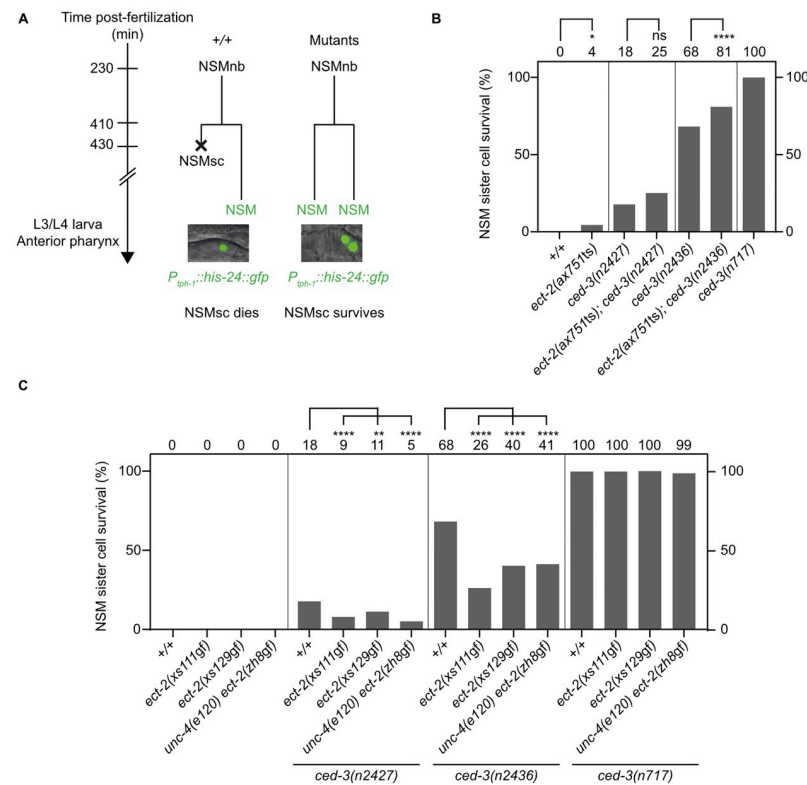 A
Time post-fertilization
(min)
+/+
Mutants
230
NSMnb
NSMnb
410
430
NSMsc
NSM
NSM
NSM
L3/L4 larva
Anterior pharynx
Ptph-1::his-24::gfp
Ptph-1::his-24::gfp
NSMsc dies
NSMsc survives
B
* ns ****
0 4 18 25 68 81 100
NSM sister cell survival (%)
100 100
50 50
0 0
+/+
ect-2(ax751ts)
ced-3(n2427)
ect-2(ax751ts); ced-3(n2427)
ced-3(n2436)
ect-2(ax751ts); ced-3(n2436)
ced-3(n717)
C
**** ** **** **** **** ****
0 0 0 0 18 9 11 5 68 26 40 41 100 100 100 99
NSM sister cell survival (%)
100 100
50 50
0 0
+/+
ect-2(xs111gf)
ect-2(xs129gf)
unc-4(e120) ect-2(zh8gf)
+/+
ect-2(xs111gf)
ect-2(xs129gf)
unc-4(e120) ect-2(zh8gf)
+/+
ect-2(xs111gf)
ect-2(xs129gf)
unc-4(e120) ect-2(zh8gf)
+/+
ect-2(xs111gf)
ect-2(xs129gf)
unc-4(e120) ect-2(zh8gf)
ced-3(n2427)
ced-3(n2436)
ced-3(n717)